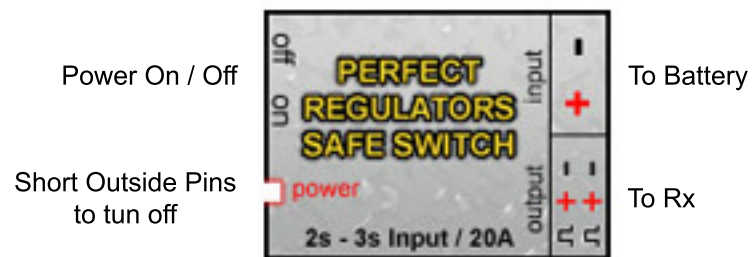 Power On / Off
Short Outside Pins
to tun off
off
on
PERFECT
REGULATORS
SAFE SWITCH
power
2s - 3s Input / 20A
input
output
-
+
- -
+ +
To Battery
To Rx